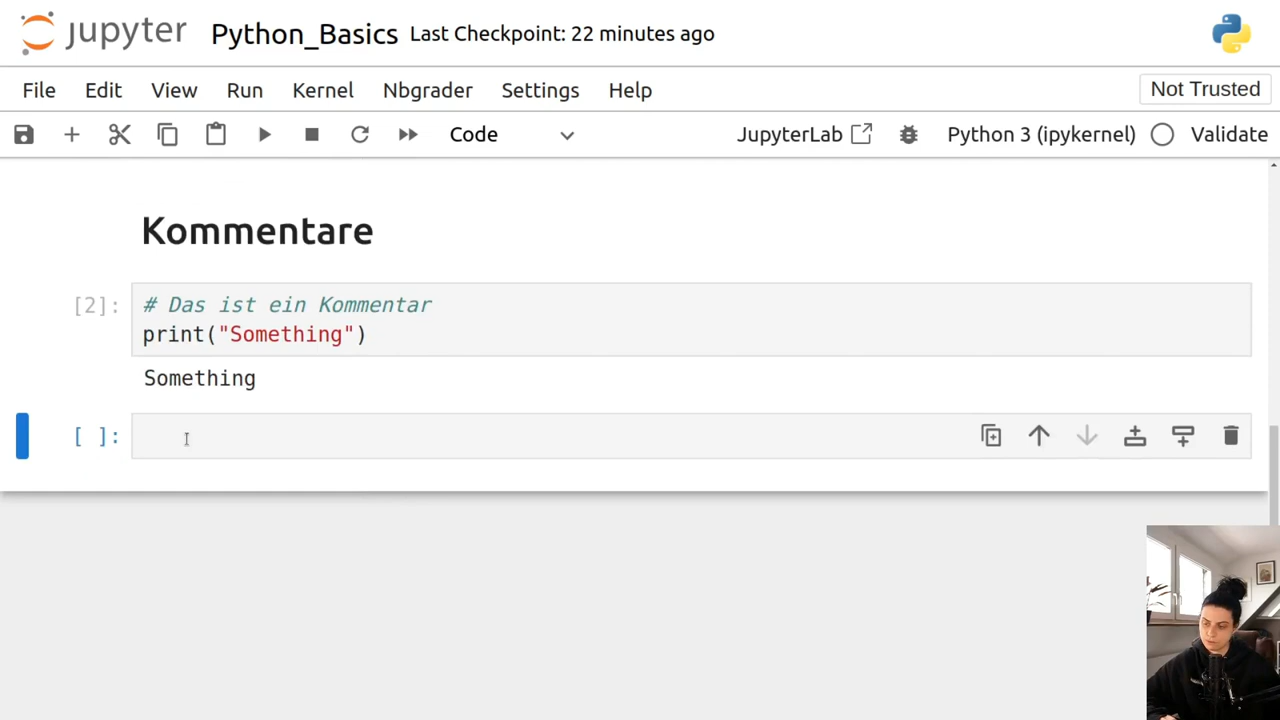 jupyter Python_Basics Last Checkpoint: 22 minutes ago
File Edit View Run Kernel Nbgrader Settings Help Not Trusted
Code JupyterLab Python 3 (ipykernel) Validate
Kommentare
[2]: # Das ist ein Kommentar
print("Something")
Something
[ ]: